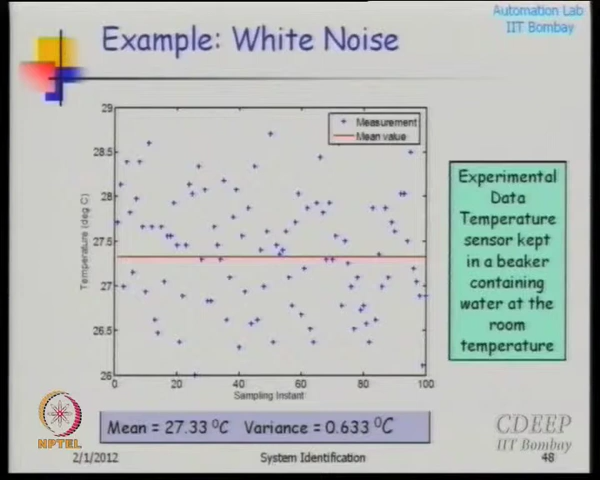 Automation Lab
IIT Bombay
Example: White Noise
29
28.5
28
27.5
27
26.5
26
0
20
40
60
80
100
Temperature (deg C)
Sampling Instant
Measurement
Mean value
Experimental
Data
Temperature
sensor kept
in a beaker
containing
water at the
room
temperature
Mean = 27.33 ⁰C Variance = 0.633 ⁰C
NPTEL
CDEEP
IIT Bombay
2/1/2012
System Identification
48